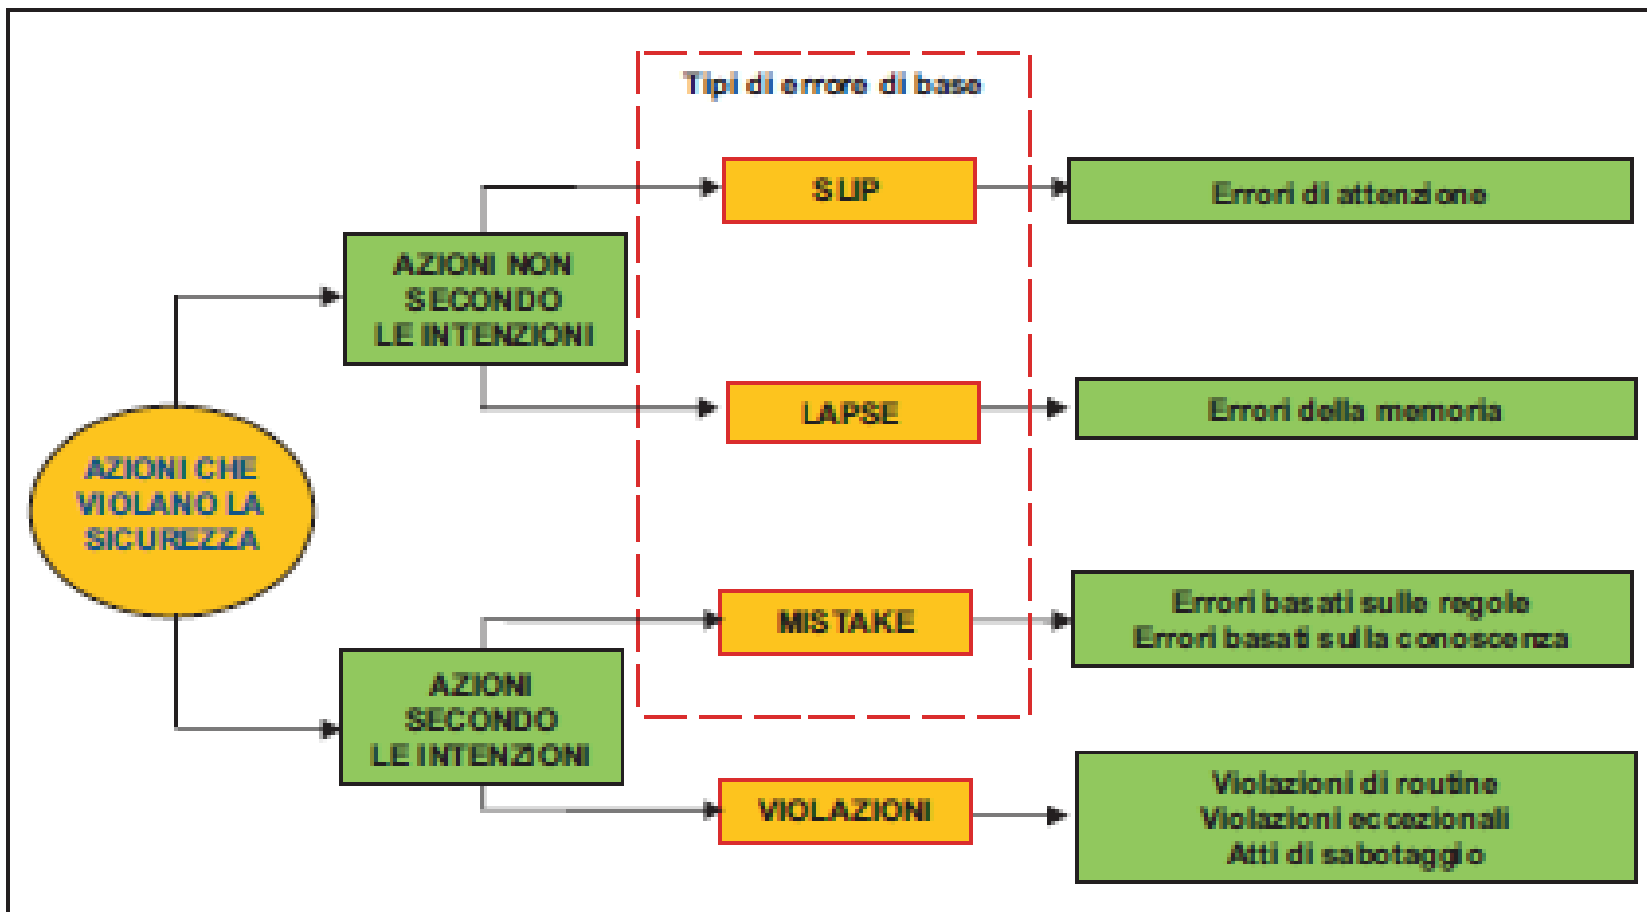 Tipi di errore di base
SLIP
Errori di attenzione
AZIONI NON
SECONDO
LE INTENZIONI
LAPSE
Errori della memoria
AZIONI CHE
VIOLANO LA
SICUREZZA
MISTAKE
Errori basati sulle regole
Errori basati sulla conoscenza
AZIONI
SECONDO
LE INTENZIONI
VIOLAZIONI
Violazioni di routine
Violazioni eccezionali
Atti di sabotaggio